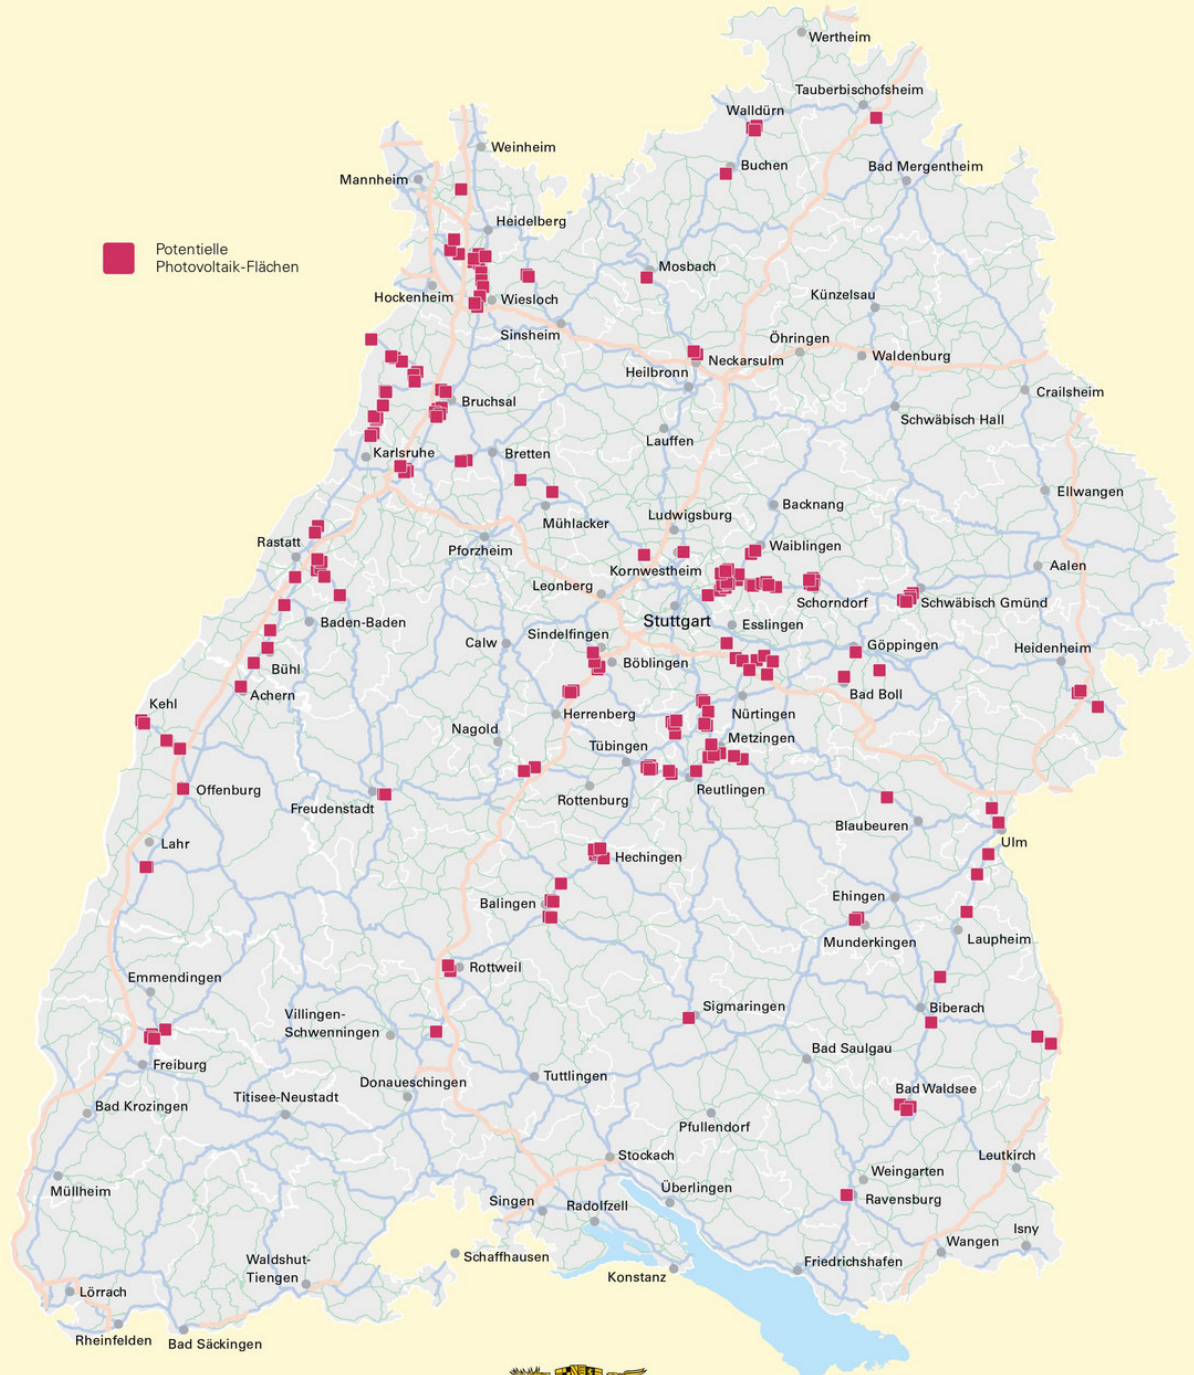 Wertheim
Tauberbischofsheim
Walldürn
Weinheim
Buchen
Bad Mergentheim
Mannheim
Heidelberg
Potentielle
Photovoltaik-Flächen
Mosbach
Hockenheim
Wiesloch
Künzelsau
Sinsheim
Öhringen
Waldenburg
Neckarsulm
Heilbronn
Crailsheim
Bruchsal
Schwäbisch Hall
Lauffen
Karlsruhe
Bretten
Ellwangen
Backnang
Ludwigsburg
Mühlacker
Rastatt
Pforzheim
Waiblingen
Kornwestheim
Aalen
Leonberg
Schorndorf
Schwäbisch Gmünd
Baden-Baden
Stuttgart
Esslingen
Sindelfingen
Calw
Göppingen
Heidenheim
Böblingen
Bühl
Achern
Bad Boll
Kehl
Herrenberg
Nürtingen
Nagold
Metzingen
Tübingen
Offenburg
Freudenstadt
Rottenburg
Reutlingen
Blaubeuren
Ulm
Lahr
Hechingen
Ehingen
Balingen
Munderkingen
Laupheim
Rottweil
Emmendingen
Sigmaringen
Biberach
Villingen-
Schwenningen
Bad Saulgau
Freiburg
Tuttlingen
Donaueschingen
Bad Waldsee
Titisee-Neustadt
Bad Krozingen
Pfullendorf
Stockach
Leutkirch
Weingarten
Müllheim
Überlingen
Ravensburg
Singen
Radolfzell
Isny
Wangen
Schaffhausen
Waldshut-
Tiengen
Friedrichshafen
Konstanz
Lörrach
Rheinfelden
Bad Säckingen